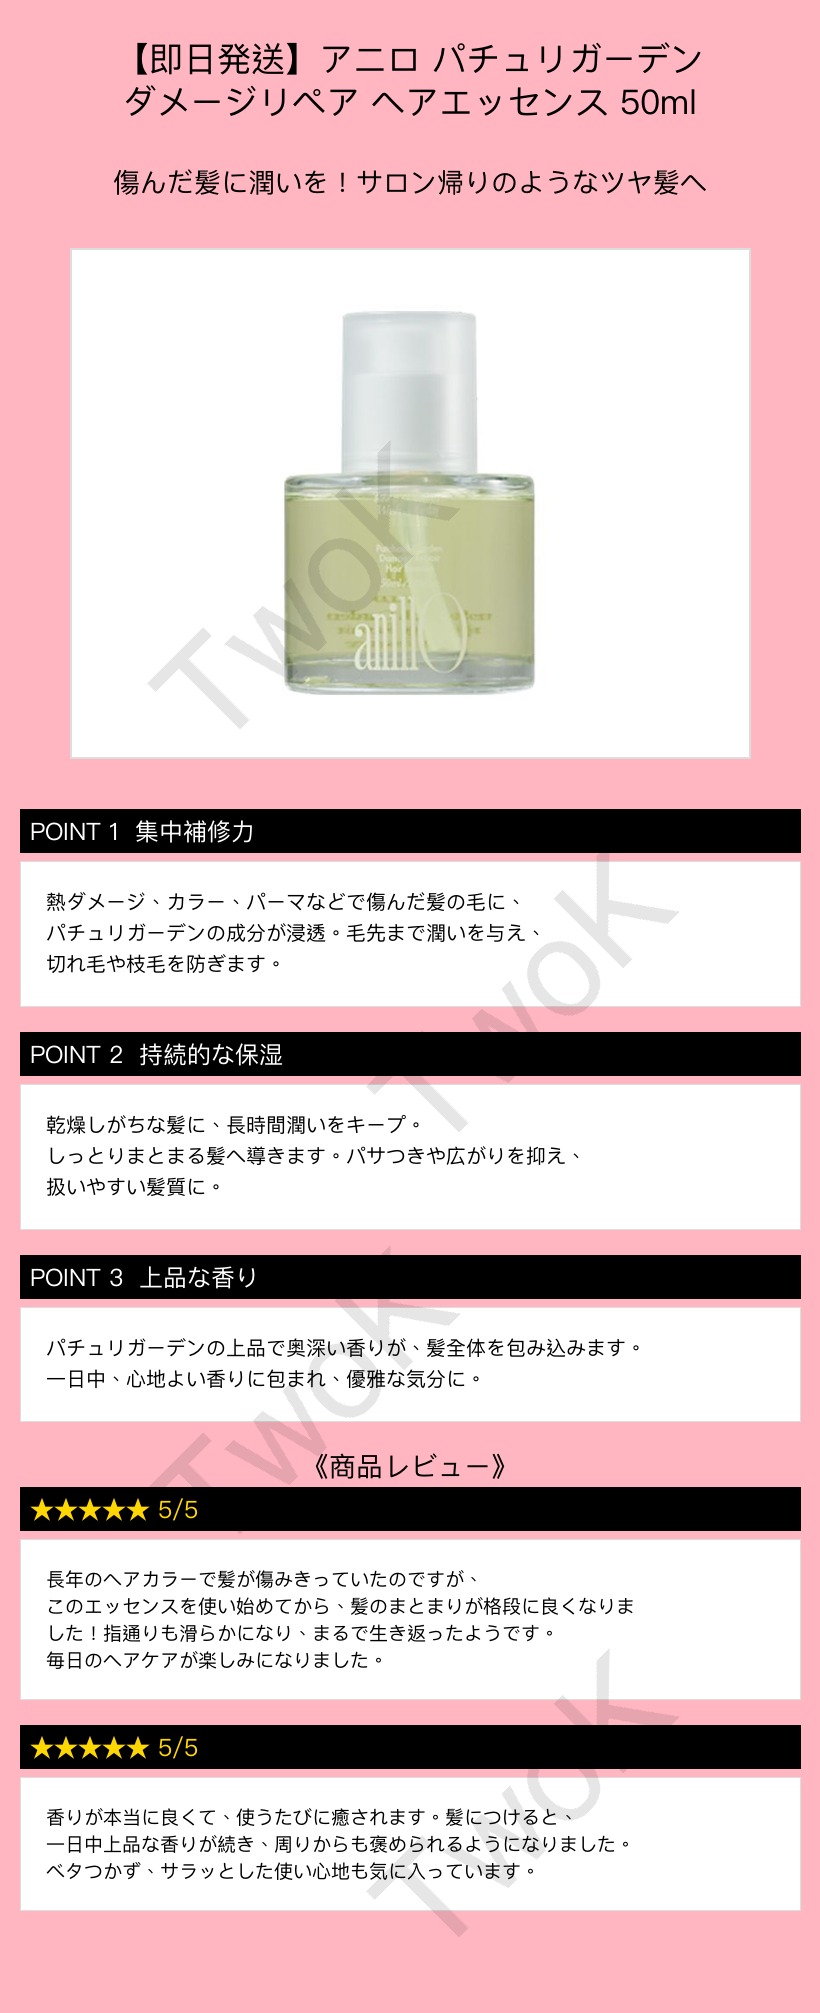 【即日発送】アニロ パチュリガーデン
ダメージリペア ヘアエッセンス 50ml
傷んだ髪に潤いを！サロン帰りのようなツヤ髪へ
anillO
TwoK
POINT 1 集中補修力
熱ダメージ、カラー、パーマなどで傷んだ髪の毛に、
パチュリガーデンの成分が浸透。毛先まで潤いを与え、
切れ毛や枝毛を防ぎます。
TwoK
POINT 2 持続的な保湿
乾燥しがちな髪に、長時間潤いをキープ。
しっとりまとまる髪へ導きます。パサつきや広がりを抑え、
扱いやすい髪質に。
POINT 3 上品な香り
パチュリガーデンの上品で奥深い香りが、髪全体を包み込みます。
一日中、心地よい香りに包まれ、優雅な気分に。
TwoK
《商品レビュー》
★★★★★ 5/5
長年のヘアカラーで髪が傷みきっていたのですが、
このエッセンスを使い始めてから、髪のまとまりが格段に良くなりま
した！指通りも滑らかになり、まるで生き返ったようです。
毎日のヘアケアが楽しみになりました。
★★★★★ 5/5
香りが本当に良くて、使うたびに癒されます。髪につけると、
一日中上品な香りが続き、周りからも褒められるようになりました。
ベタつかず、サラッとした使い心地も気に入っています。
TwoK